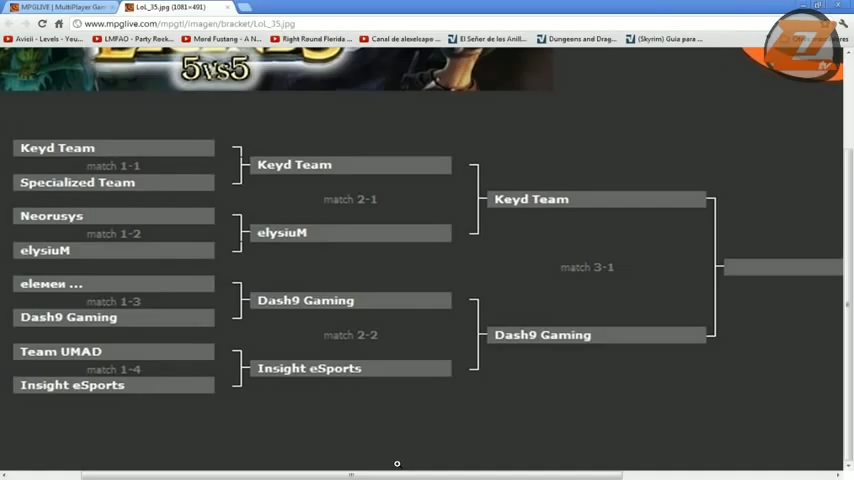 MPGLIVE | MultiPlayer Gam
LoL_35.jpg (1081×491)
www.mpglive.com/mpgtl/imagen/bracket/LoL_35.jpg
Avicii - Levels - You...
LMFAO - Party Rock...
Merd Fustang - A N...
Right Round Florida ...
Canal de alexelcapo...
El Señor de los Anill...
Dungeons and Drag...
(Skyrim) Guia para ...
5vs5
tv
Keyd Team
match 1-1
Specialized Team
Neorusys
match 1-2
elysiuM
eleмeи ...
match 1-3
Dash9 Gaming
Team UMAD
match 1-4
Insight eSports
Keyd Team
match 2-1
elysiuM
Dash9 Gaming
match 2-2
Insight eSports
Keyd Team
match 3-1
Dash9 Gaming